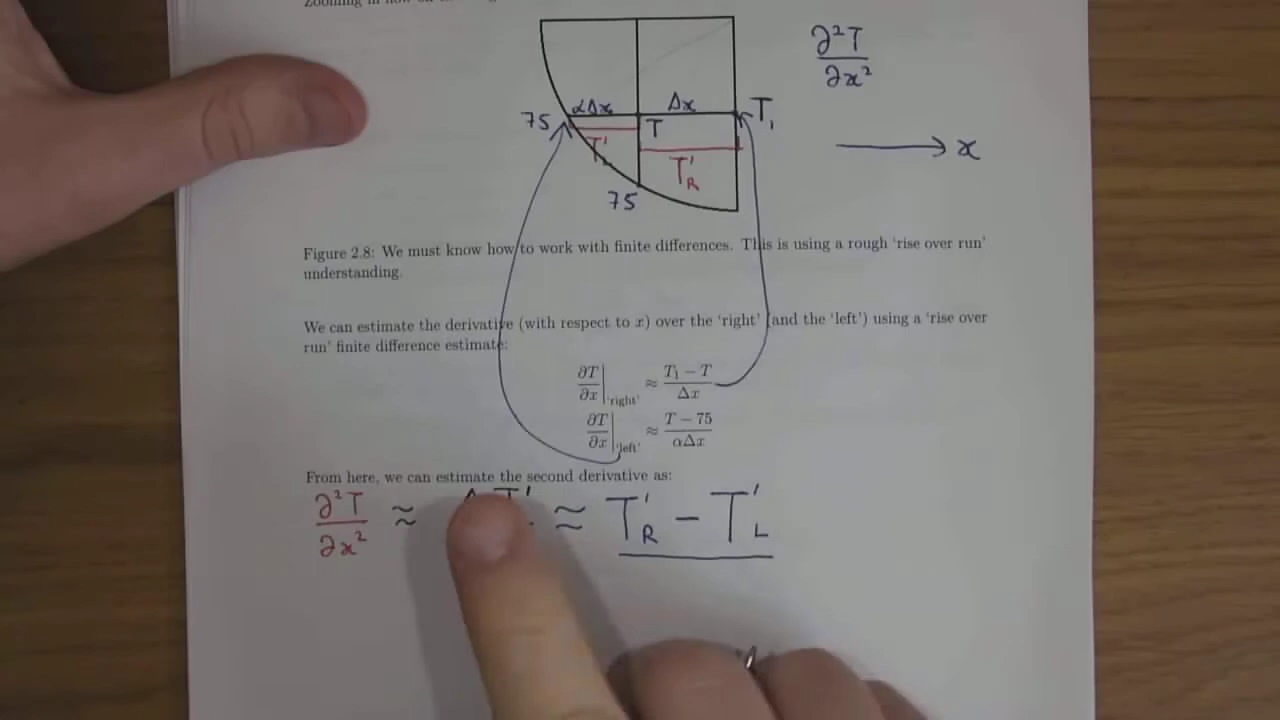 ∂²T
∂x²
αΔx Δx
75 T T₁
T'L T'R
→ x
75
Figure 2.8: We must know how to work with finite differences. This is using a rough ‘rise over run’
understanding.
We can estimate the derivative (with respect to x) over the ‘right’ (and the ‘left’) using a ‘rise over
run’ finite difference estimate:
∂T/∂x |‘right’ ≈ (T₁ − T)/Δx
∂T/∂x |‘left’ ≈ (T − 75)/(αΔx)
From here, we can estimate the second derivative as:
∂²T/∂x² ≈ T' ≈ T'R − T'L